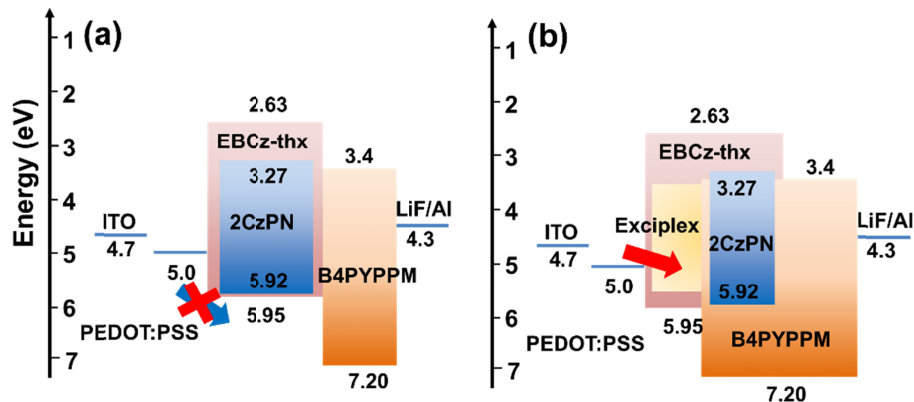 (a)
Energy (eV)
1
2
3
4
5
6
7
ITO
4.7
5.0
PEDOT:PSS
2.63
EBCz-thx
3.27
2CzPN
5.92
5.95
3.4
B4PYPPM
7.20
LiF/Al
4.3
(b)
1
2
3
4
5
6
7
ITO
4.7
5.0
PEDOT:PSS
2.63
EBCz-thx
Exciplex
3.27
2CzPN
5.92
5.95
3.4
B4PYPPM
7.20
LiF/Al
4.3